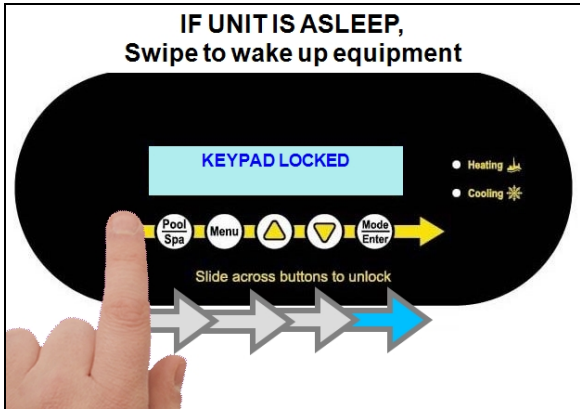 IF UNIT IS ASLEEP,
Swipe to wake up equipment
KEYPAD LOCKED
Heating
Cooling
Pool
Spa
Menu
Mode
Enter
Slide across buttons to unlock